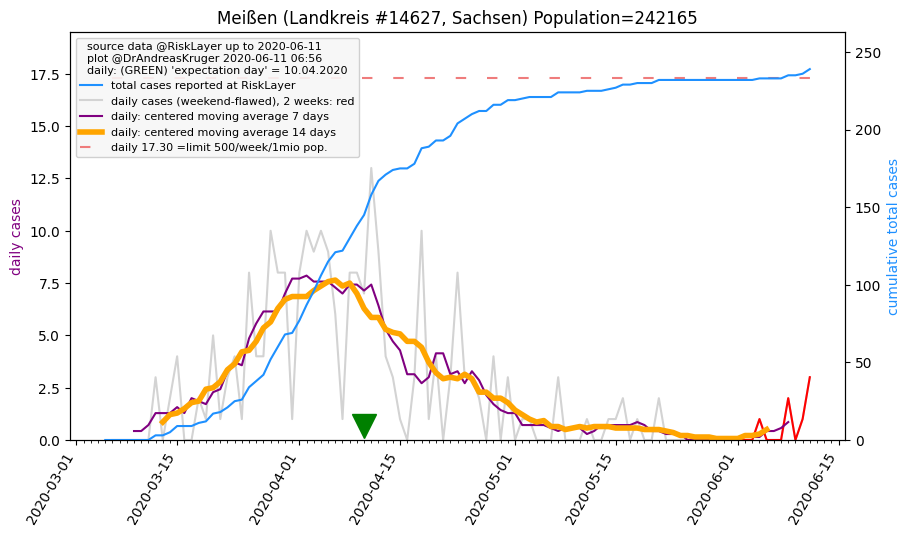 Meißen (Landkreis #14627, Sachsen) Population=242165
source data @RiskLayer up to 2020-06-11
plot @DrAndreasKruger 2020-06-11 06:56
daily: (GREEN) 'expectation day' = 10.04.2020
total cases reported at RiskLayer
daily cases (weekend-flawed), 2 weeks: red
daily: centered moving average 7 days
daily: centered moving average 14 days
daily 17.30 =limit 500/week/1mio pop.
daily cases
17.5
15.0
12.5
10.0
7.5
5.0
2.5
0.0
cumulative total cases
250
200
150
100
50
0
2020-03-01
2020-03-15
2020-04-01
2020-04-15
2020-05-01
2020-05-15
2020-06-01
2020-06-15